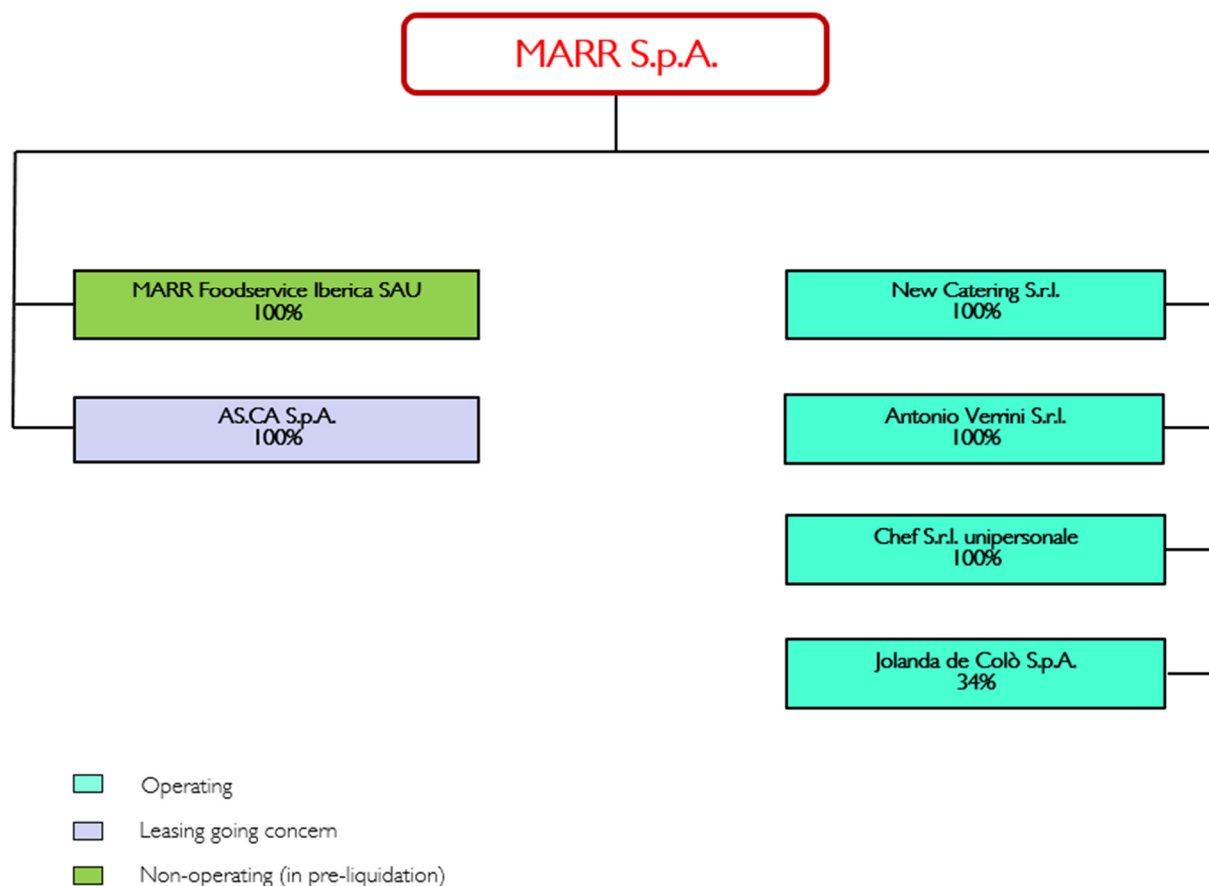 MARR S.p.A.
MARR Foodservice Iberica SAU
100%
New Catering S.r.l.
100%
AS.CA S.p.A.
100%
Antonio Verrini S.r.l.
100%
Chef S.r.l. unipersonale
100%
Jolanda de Colò S.p.A.
34%
Operating
Leasing going concern
Non-operating (in pre-liquidation)